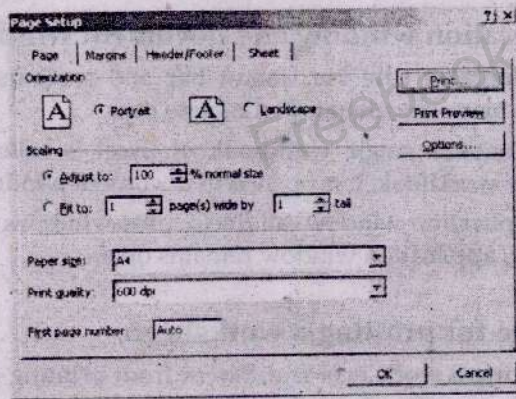 Page Setup ? ×
Page Margins Header/Footer Sheet
Orientation
A Portrait A Landscape
Print...
Print Preview
Options...
Scaling
Adjust to: 100 % normal size
Fit to: 1 page(s) wide by 1 tall
Paper size: A4
Print quality: 600 dpi
First page number: Auto
OK Cancel
Freebook